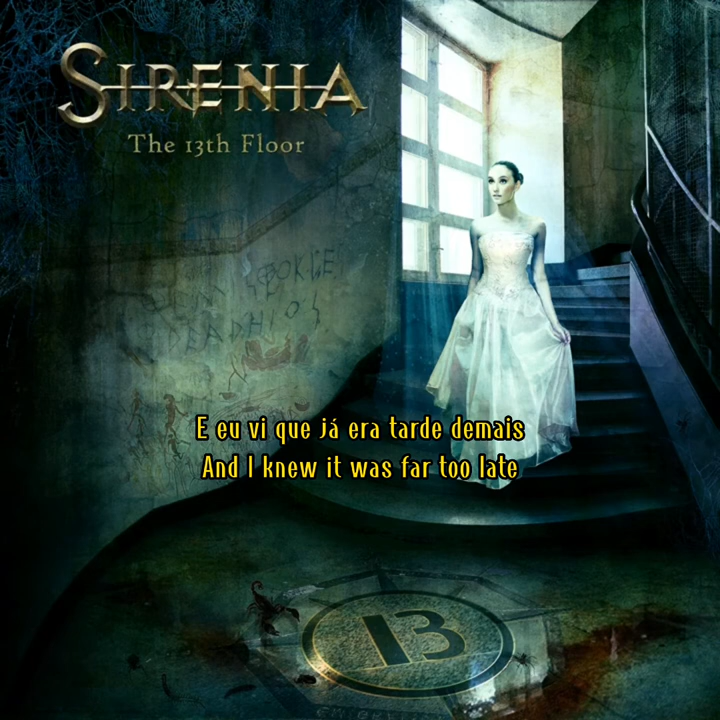 SIRENIA
The 13th Floor
E eu vi que já era tarde demais
And I knew it was far too late
13